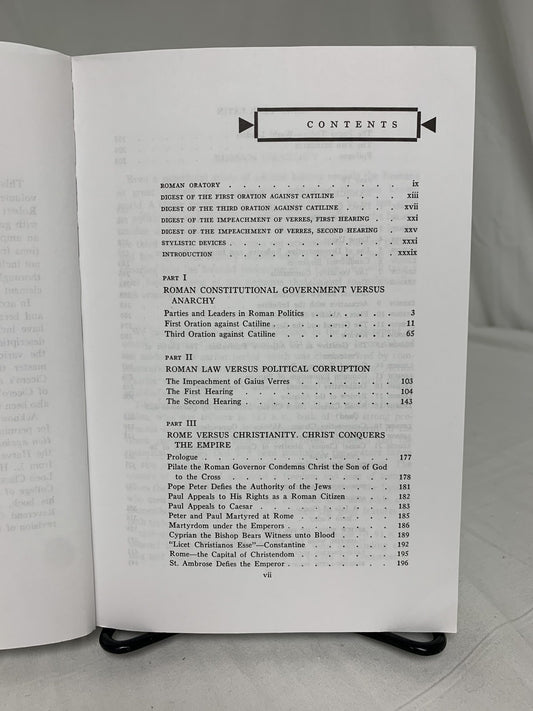 CONTENTS
ROMAN ORATORY . . . . . . . . . . . . ix
DIGEST OF THE FIRST ORATION AGAINST CATILINE . . . . xiii
DIGEST OF THE THIRD ORATION AGAINST CATILINE . . . . xvii
DIGEST OF THE IMPEACHMENT OF VERRES, FIRST HEARING . . . xxi
DIGEST OF THE IMPEACHMENT OF VERRES, SECOND HEARING . . . xxv
STYLISTIC DEVICES . . . . . . . . . . . xxxi
INTRODUCTION . . . . . . . . . . . . xxxix
PART I
ROMAN CONSTITUTIONAL GOVERNMENT VERSUS
ANARCHY
Parties and Leaders in Roman Politics . . . . . . 3
First Oration against Catiline . . . . . . . . 11
Third Oration against Catiline . . . . . . . . 65
PART II
ROMAN LAW VERSUS POLITICAL CORRUPTION
The Impeachment of Gaius Verres . . . . . . . 103
The First Hearing . . . . . . . . . . 104
The Second Hearing . . . . . . . . . . 143
PART III
ROME VERSUS CHRISTIANITY. CHRIST CONQUERS
THE EMPIRE
Prologue . . . . . . . . . . . . . 177
Pilate the Roman Governor Condemns Christ the Son of God
to the Cross . . . . . . . . . . . 178
Pope Peter Defies the Authority of the Jews . . . . . 181
Paul Appeals to His Rights as a Roman Citizen . . . . 182
Paul Appeals to Caesar . . . . . . . . . 183
Peter and Paul Martyred at Rome . . . . . . . 185
Martyrdom under the Emperors . . . . . . . . 186
Cyprian the Bishop Bears Witness unto Blood . . . . 189
"Licet Christianos Esse"—Constantine . . . . . . 192
Rome—the Capital of Christendom . . . . . . . 195
St. Ambrose Defies the Emperor . . . . . . . . 196
vii